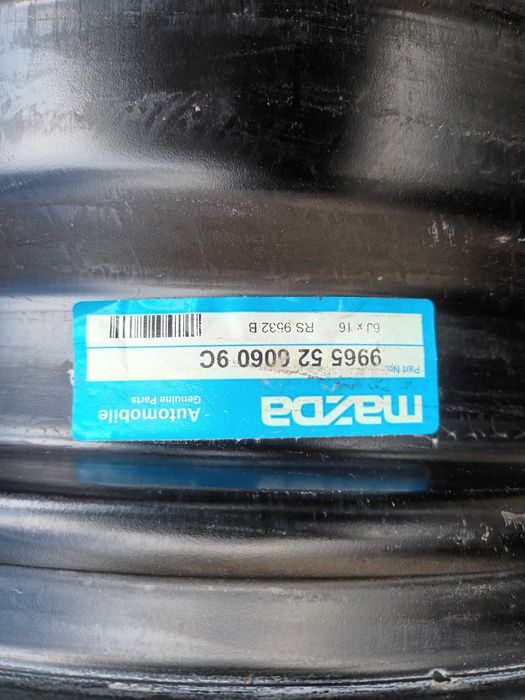 mazda
Automobile
Genuine Parts
Part No.
9965 52 6060 9C
6J x 16 RS 9532 B